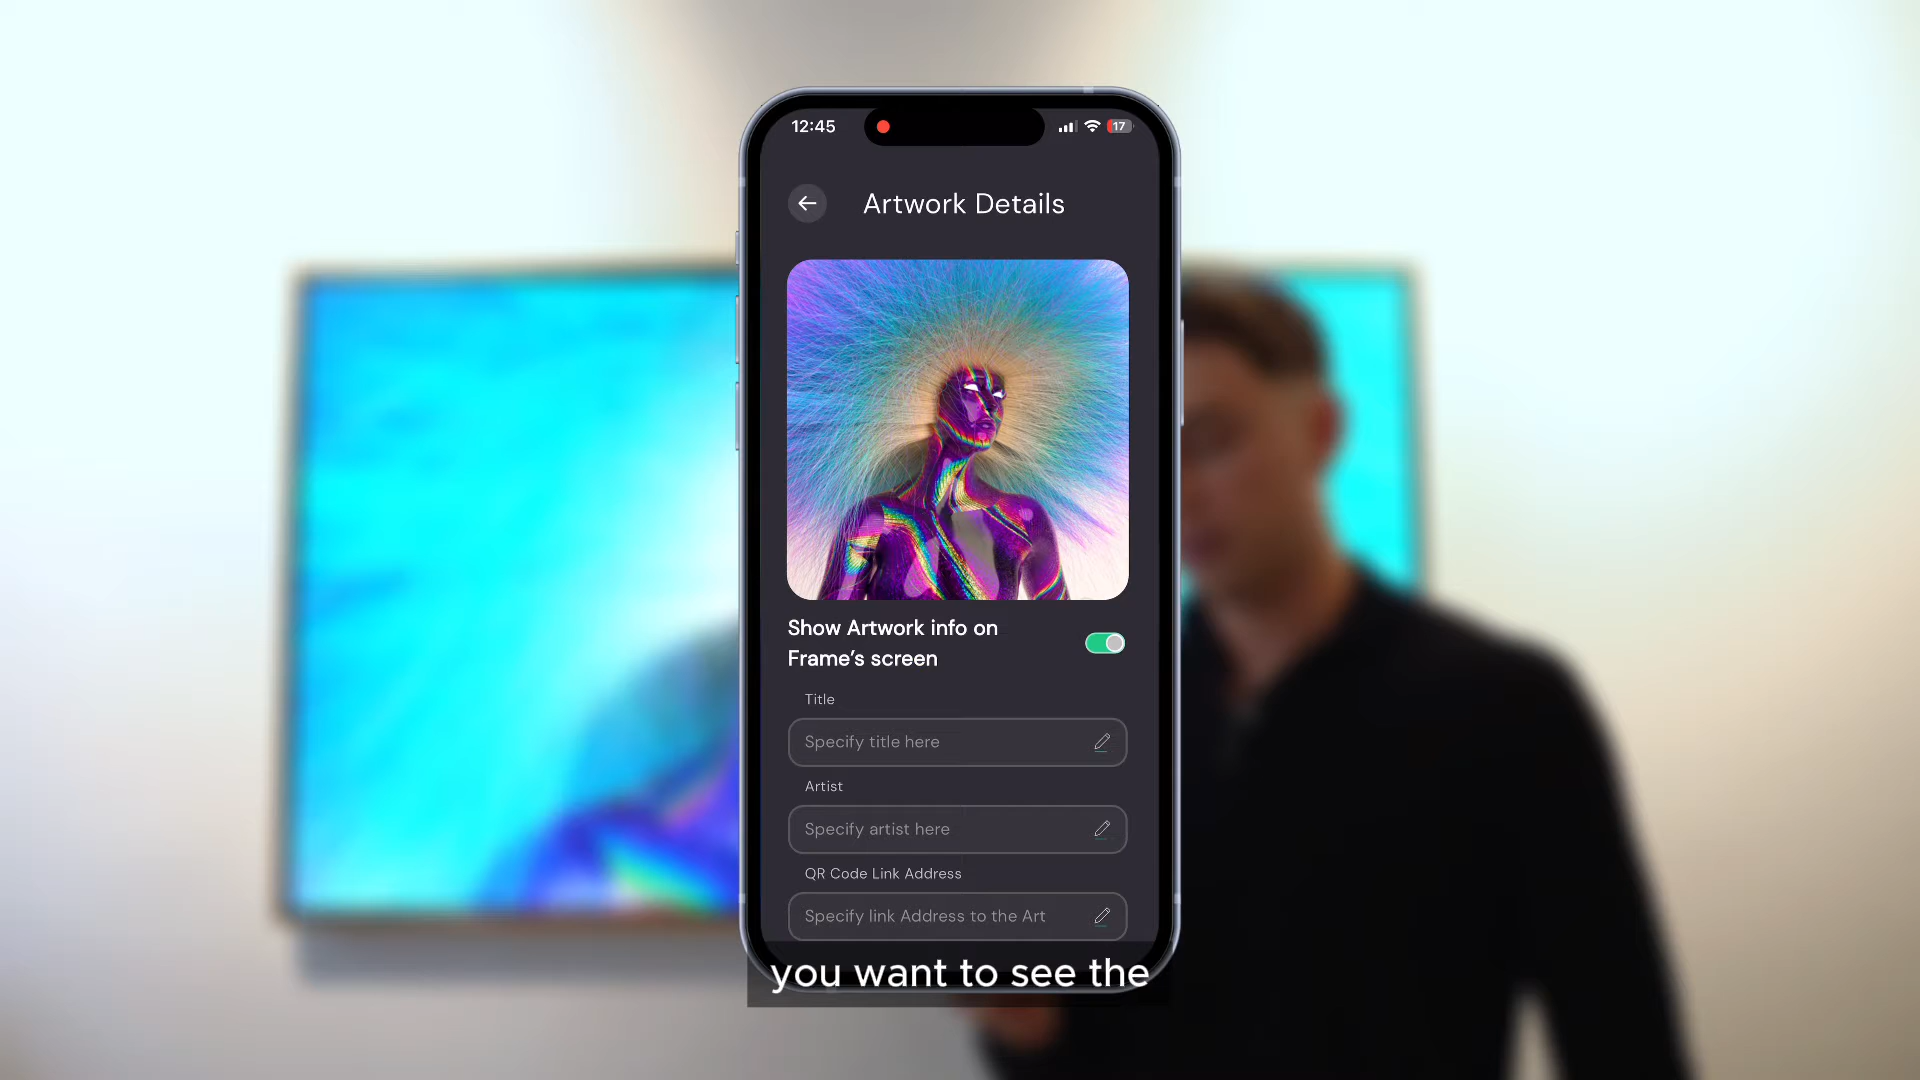 12:45
17
Artwork Details
Show Artwork info on
Frame's screen
Title
Specify title here
Artist
Specify artist here
QR Code Link Address
Specify link Address to the Art
you want to see the